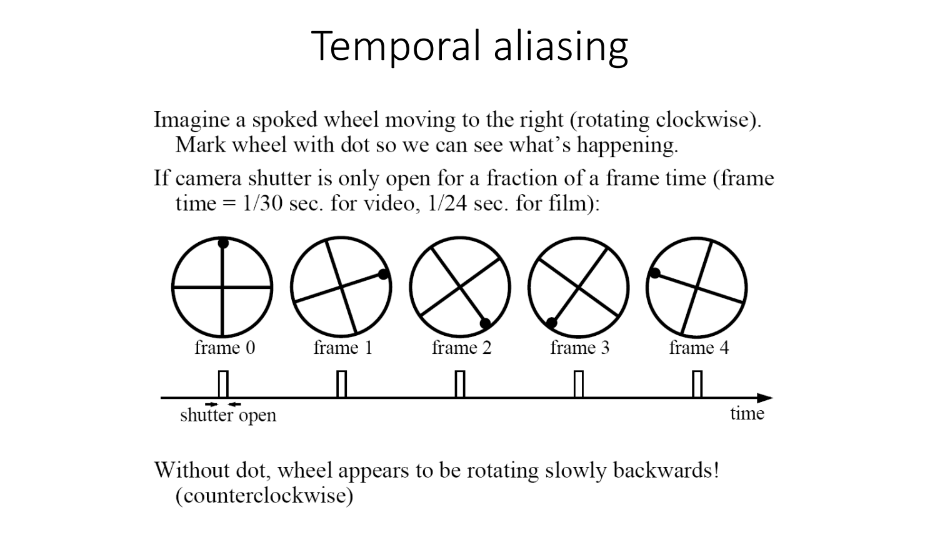 Temporal aliasing
Imagine a spoked wheel moving to the right (rotating clockwise).
Mark wheel with dot so we can see what's happening.
If camera shutter is only open for a fraction of a frame time (frame
time = 1/30 sec. for video, 1/24 sec. for film):
frame 0 frame 1 frame 2 frame 3 frame 4
shutter open time
Without dot, wheel appears to be rotating slowly backwards!
(counterclockwise)